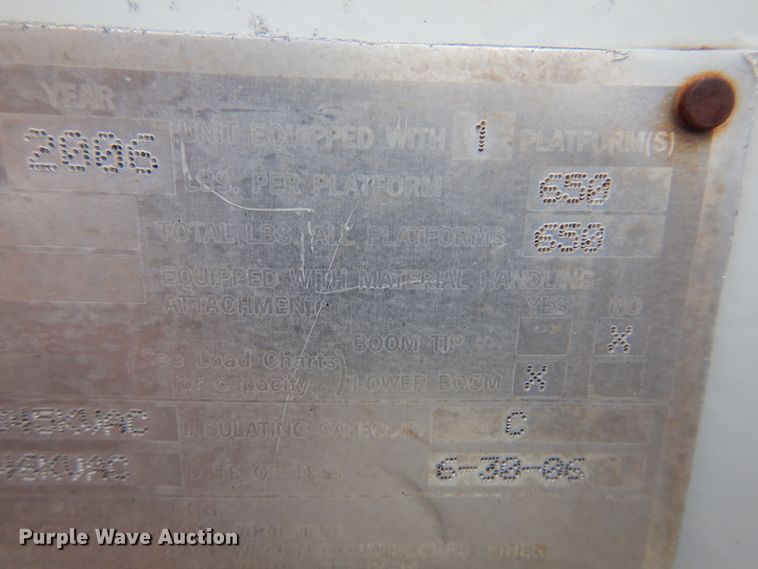 YEAR
2006 UNIT EQUIPPED WITH 1 PLATFORM(S)
LBS. PER PLATFORM 650
TOTAL LBS. ALL PLATFORMS 650
EQUIPPED WITH MATERIAL HANDLING
ATTACHMENT YES NO
BOOM TIP X
(See Load Charts
for capacity) LOWER BOOM X
INSULATING CATEGORY C
DATE OF TEST 6-30-06
Purple Wave Auction